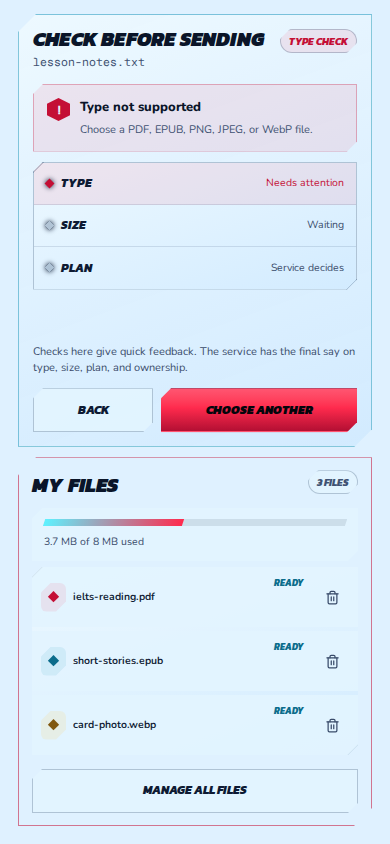 CHECK BEFORE SENDING
TYPE CHECK
lesson-notes.txt
!
Type not supported
Choose a PDF, EPUB, PNG, JPEG, or WebP file.
TYPE
Needs attention
SIZE
Waiting
PLAN
Service decides
Checks here give quick feedback. The service has the final say on
type, size, plan, and ownership.
BACK
CHOOSE ANOTHER
MY FILES
3 FILES
3.7 MB of 8 MB used
READY
ielts-reading.pdf
READY
short-stories.epub
READY
card-photo.webp
MANAGE ALL FILES